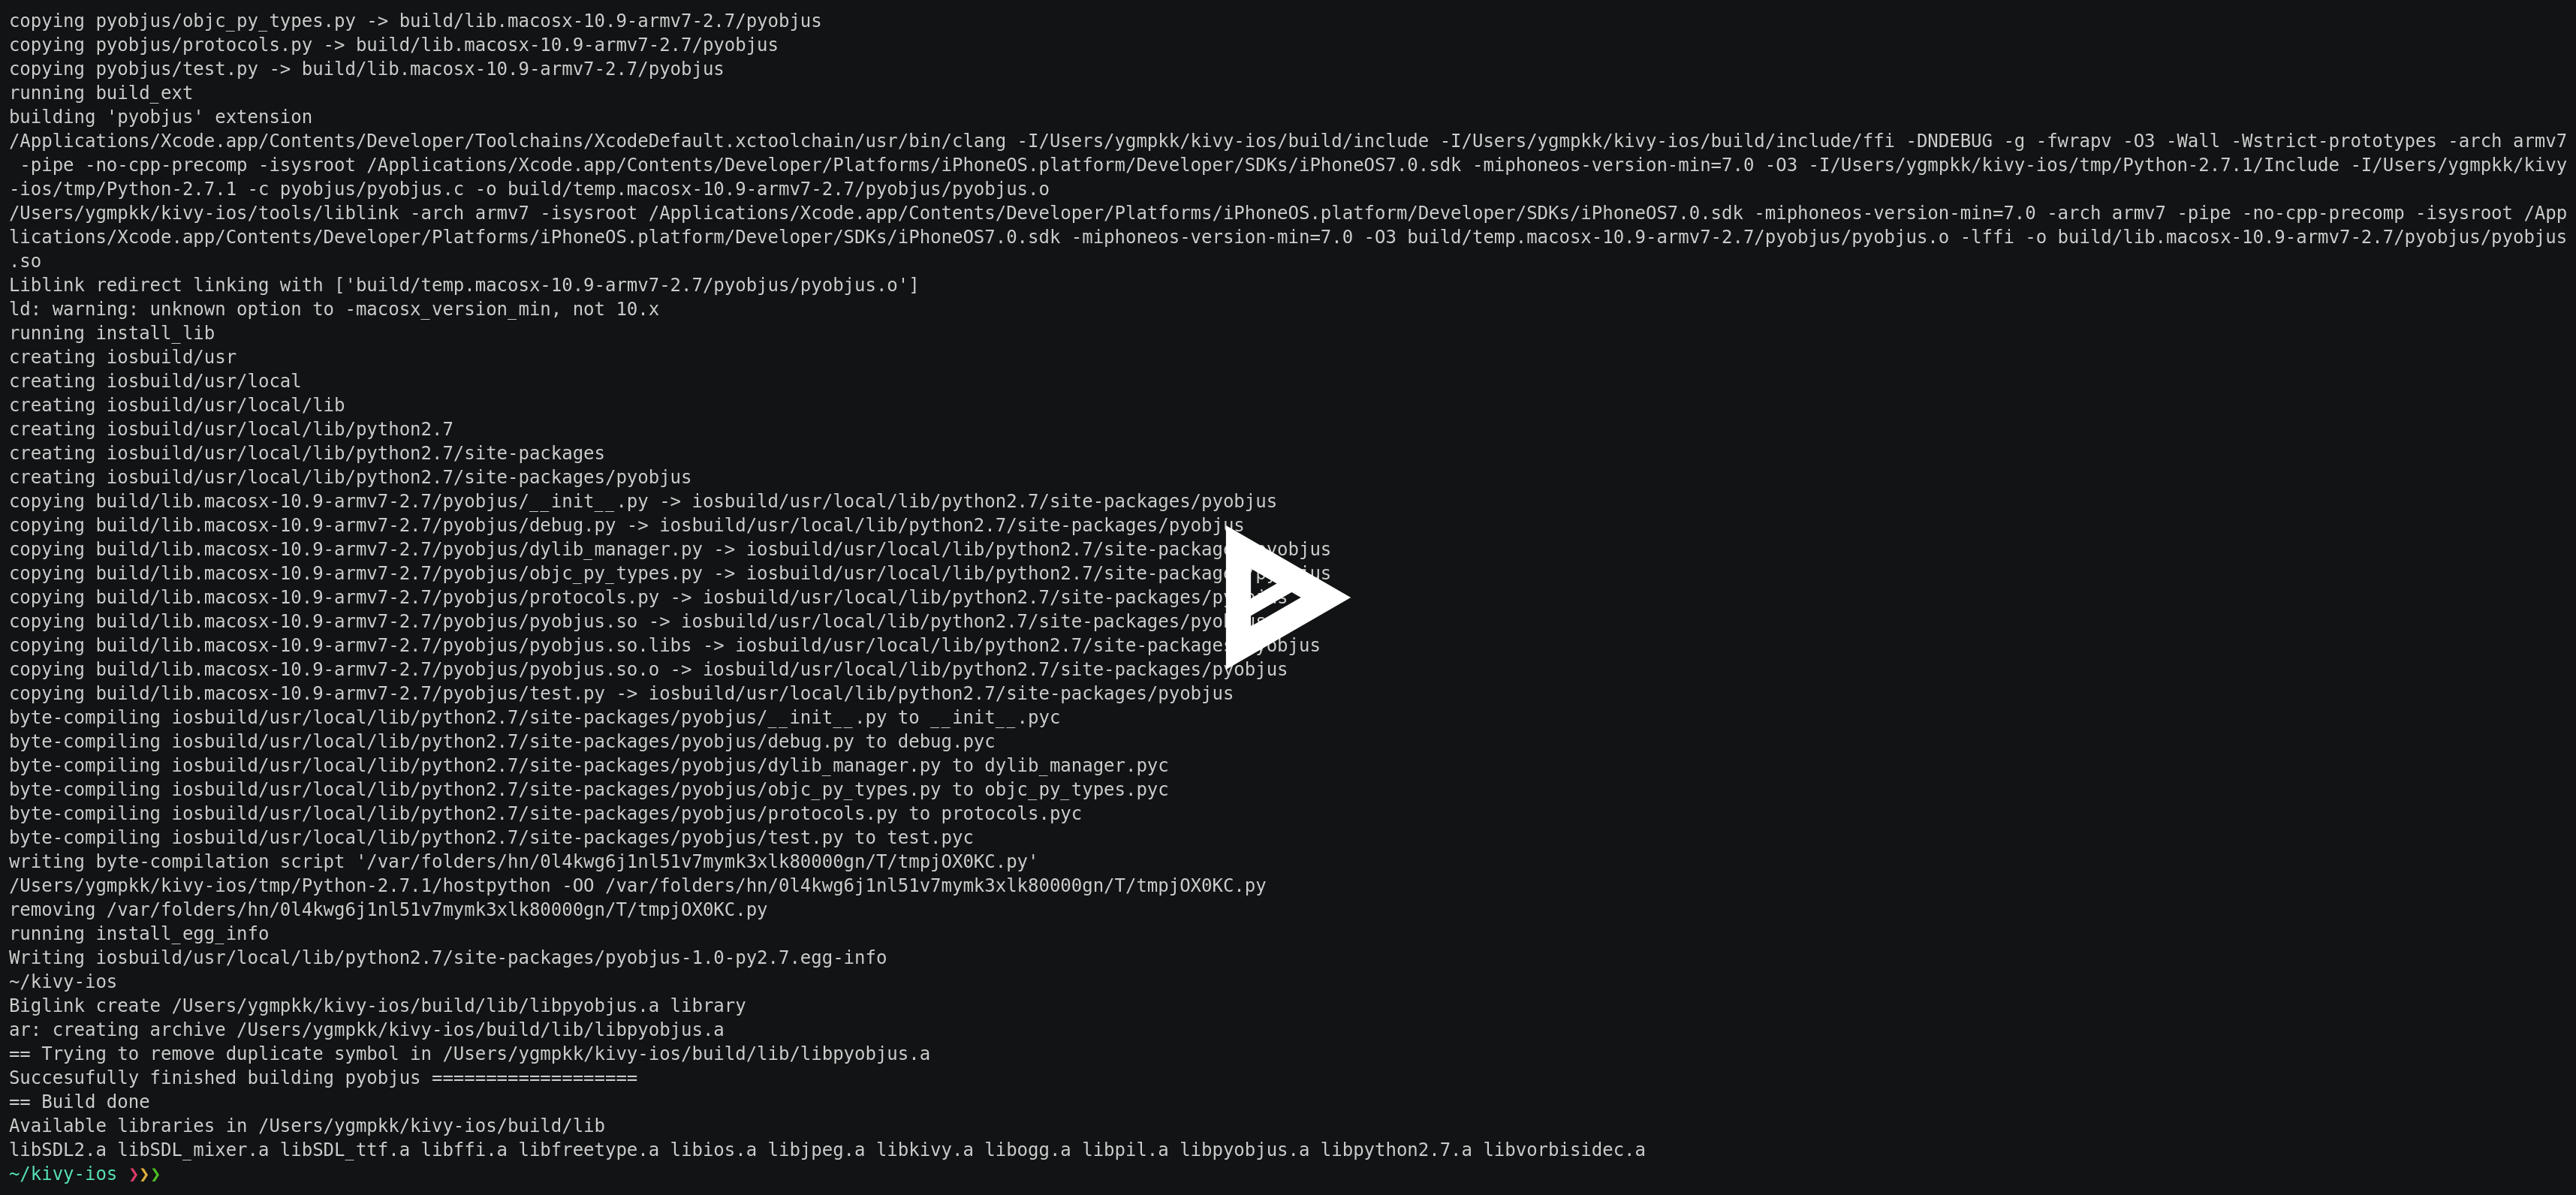 copying pyobjus/objc_py_types.py -> build/lib.macosx-10.9-armv7-2.7/pyobjus
copying pyobjus/protocols.py -> build/lib.macosx-10.9-armv7-2.7/pyobjus
copying pyobjus/test.py -> build/lib.macosx-10.9-armv7-2.7/pyobjus
running build_ext
building 'pyobjus' extension
/Applications/Xcode.app/Contents/Developer/Toolchains/XcodeDefault.xctoolchain/usr/bin/clang -I/Users/ygmpkk/kivy-ios/build/include -I/Users/ygmpkk/kivy-ios/build/include/ffi -DNDEBUG -g -fwrapv -O3 -Wall -Wstrict-prototypes -arch armv7
 -pipe -no-cpp-precomp -isysroot /Applications/Xcode.app/Contents/Developer/Platforms/iPhoneOS.platform/Developer/SDKs/iPhoneOS7.0.sdk -miphoneos-version-min=7.0 -O3 -I/Users/ygmpkk/kivy-ios/tmp/Python-2.7.1/Include -I/Users/ygmpkk/kivy
-ios/tmp/Python-2.7.1 -c pyobjus/pyobjus.c -o build/temp.macosx-10.9-armv7-2.7/pyobjus/pyobjus.o
/Users/ygmpkk/kivy-ios/tools/liblink -arch armv7 -isysroot /Applications/Xcode.app/Contents/Developer/Platforms/iPhoneOS.platform/Developer/SDKs/iPhoneOS7.0.sdk -miphoneos-version-min=7.0 -arch armv7 -pipe -no-cpp-precomp -isysroot /App
lications/Xcode.app/Contents/Developer/Platforms/iPhoneOS.platform/Developer/SDKs/iPhoneOS7.0.sdk -miphoneos-version-min=7.0 -O3 build/temp.macosx-10.9-armv7-2.7/pyobjus/pyobjus.o -lffi -o build/lib.macosx-10.9-armv7-2.7/pyobjus/pyobjus
.so
Liblink redirect linking with ['build/temp.macosx-10.9-armv7-2.7/pyobjus/pyobjus.o']
ld: warning: unknown option to -macosx_version_min, not 10.x
running install_lib
creating iosbuild/usr
creating iosbuild/usr/local
creating iosbuild/usr/local/lib
creating iosbuild/usr/local/lib/python2.7
creating iosbuild/usr/local/lib/python2.7/site-packages
creating iosbuild/usr/local/lib/python2.7/site-packages/pyobjus
copying build/lib.macosx-10.9-armv7-2.7/pyobjus/__init__.py -> iosbuild/usr/local/lib/python2.7/site-packages/pyobjus
copying build/lib.macosx-10.9-armv7-2.7/pyobjus/debug.py -> iosbuild/usr/local/lib/python2.7/site-packages/pyobjus
copying build/lib.macosx-10.9-armv7-2.7/pyobjus/dylib_manager.py -> iosbuild/usr/local/lib/python2.7/site-packages/pyobjus
copying build/lib.macosx-10.9-armv7-2.7/pyobjus/objc_py_types.py -> iosbuild/usr/local/lib/python2.7/site-packages/pyobjus
copying build/lib.macosx-10.9-armv7-2.7/pyobjus/protocols.py -> iosbuild/usr/local/lib/python2.7/site-packages/pyobjus
copying build/lib.macosx-10.9-armv7-2.7/pyobjus/pyobjus.so -> iosbuild/usr/local/lib/python2.7/site-packages/pyobjus
copying build/lib.macosx-10.9-armv7-2.7/pyobjus/pyobjus.so.libs -> iosbuild/usr/local/lib/python2.7/site-packages/pyobjus
copying build/lib.macosx-10.9-armv7-2.7/pyobjus/pyobjus.so.o -> iosbuild/usr/local/lib/python2.7/site-packages/pyobjus
copying build/lib.macosx-10.9-armv7-2.7/pyobjus/test.py -> iosbuild/usr/local/lib/python2.7/site-packages/pyobjus
byte-compiling iosbuild/usr/local/lib/python2.7/site-packages/pyobjus/__init__.py to __init__.pyc
byte-compiling iosbuild/usr/local/lib/python2.7/site-packages/pyobjus/debug.py to debug.pyc
byte-compiling iosbuild/usr/local/lib/python2.7/site-packages/pyobjus/dylib_manager.py to dylib_manager.pyc
byte-compiling iosbuild/usr/local/lib/python2.7/site-packages/pyobjus/objc_py_types.py to objc_py_types.pyc
byte-compiling iosbuild/usr/local/lib/python2.7/site-packages/pyobjus/protocols.py to protocols.pyc
byte-compiling iosbuild/usr/local/lib/python2.7/site-packages/pyobjus/test.py to test.pyc
writing byte-compilation script '/var/folders/hn/0l4kwg6j1nl51v7mymk3xlk80000gn/T/tmpjOX0KC.py'
/Users/ygmpkk/kivy-ios/tmp/Python-2.7.1/hostpython -OO /var/folders/hn/0l4kwg6j1nl51v7mymk3xlk80000gn/T/tmpjOX0KC.py
removing /var/folders/hn/0l4kwg6j1nl51v7mymk3xlk80000gn/T/tmpjOX0KC.py
running install_egg_info
Writing iosbuild/usr/local/lib/python2.7/site-packages/pyobjus-1.0-py2.7.egg-info
~/kivy-ios
Biglink create /Users/ygmpkk/kivy-ios/build/lib/libpyobjus.a library
ar: creating archive /Users/ygmpkk/kivy-ios/build/lib/libpyobjus.a
== Trying to remove duplicate symbol in /Users/ygmpkk/kivy-ios/build/lib/libpyobjus.a
Succesufully finished building pyobjus ===================
== Build done
Available libraries in /Users/ygmpkk/kivy-ios/build/lib
libSDL2.a libSDL_mixer.a libSDL_ttf.a libffi.a libfreetype.a libios.a libjpeg.a libkivy.a libogg.a libpil.a libpyobjus.a libpython2.7.a libvorbisidec.a
~/kivy-ios ❯❯❯